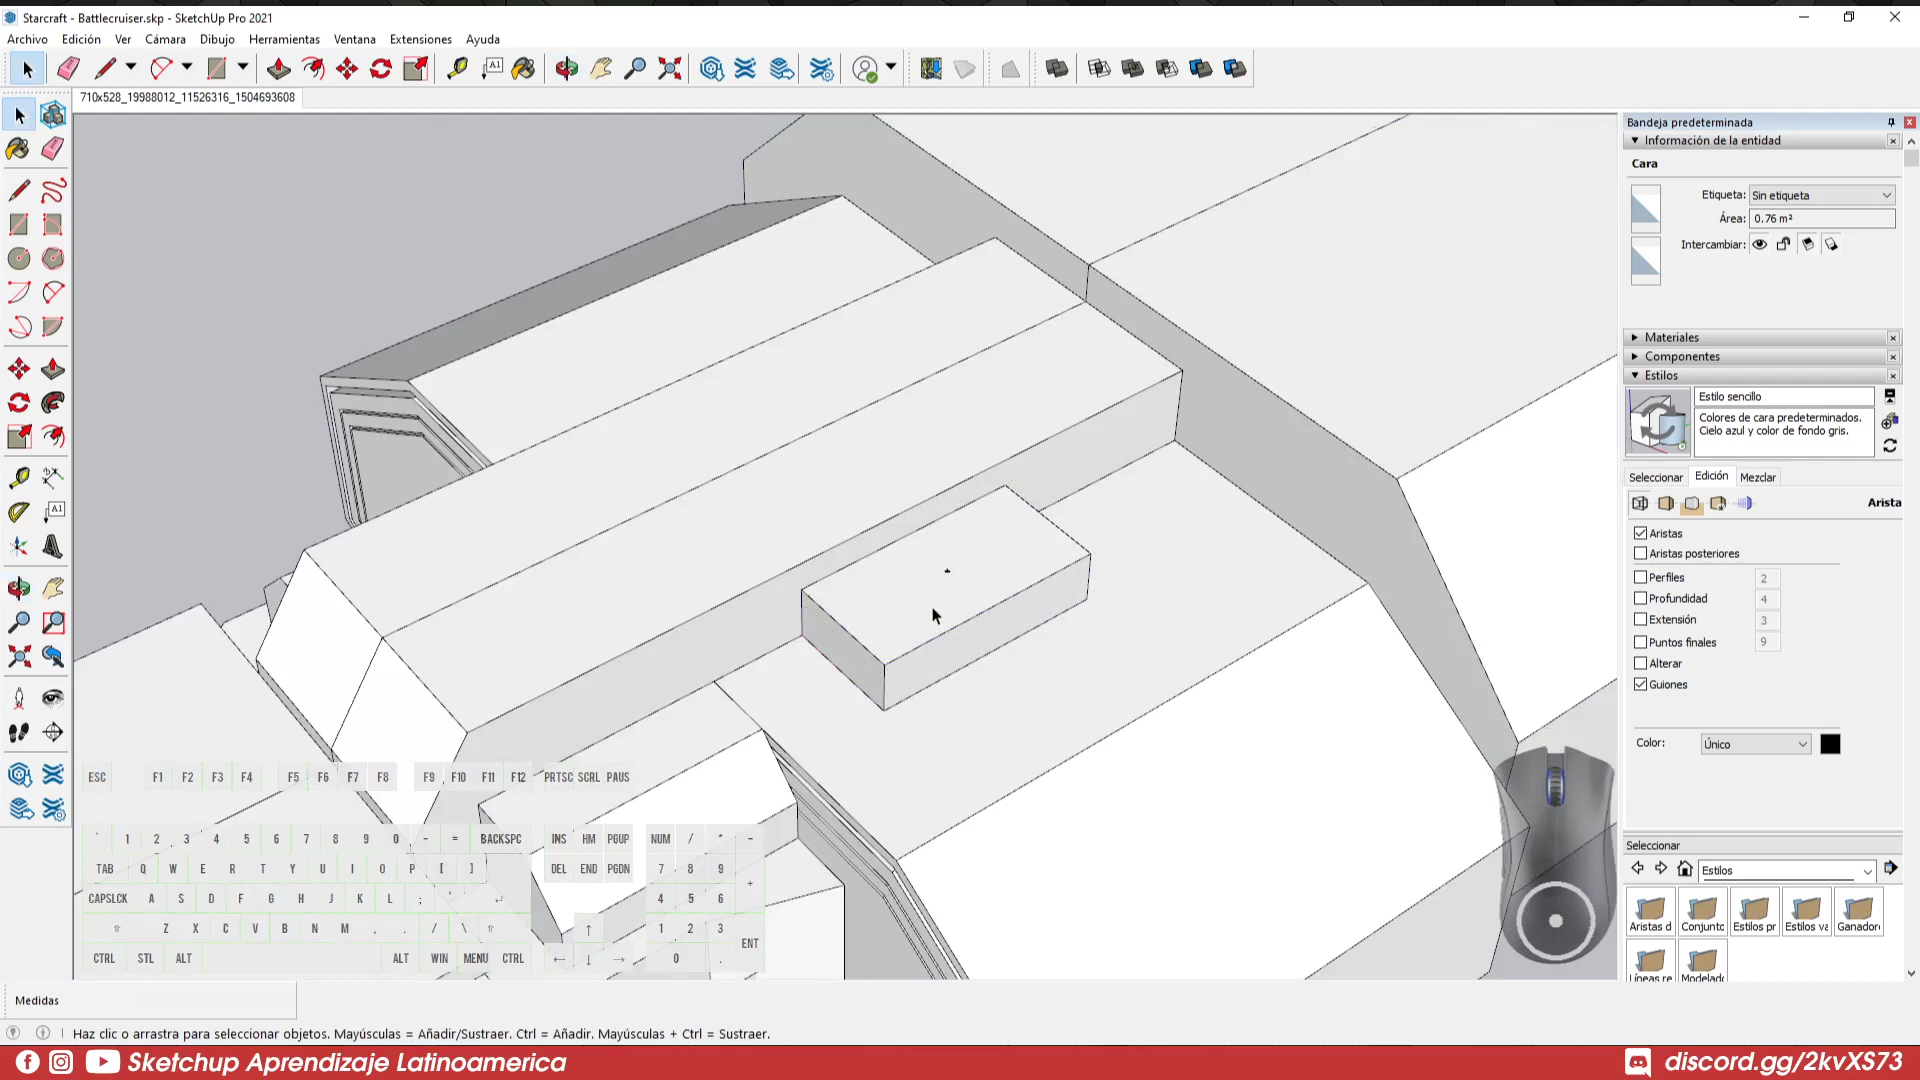 Starcraft - Battlecruiser.skp - SketchUp Pro 2021
Archivo Edición Ver Cámara Dibujo Herramientas Ventana Extensiones Ayuda
A1
710x528_19988012_11526316_1504693608
Bandeja predeterminada
Información de la entidad
Cara
Etiqueta: Sin etiqueta
Área: 0.76 m²
Intercambiar:
Materiales
Componentes
Estilos
Estilo sencillo
Colores de cara predeterminados.
Cielo azul y color de fondo gris.
Seleccionar Edición Mezclar
Arista
Aristas
Aristas posteriores
Perfiles 2
Profundidad 4
Extensión 3
Puntos finales 9
Alterar
Guiones
Color: Único
A1
ESC F1 F2 F3 F4 F5 F6 F7 F8 F9 F10 F11 F12 PRTSC SCRL PAUS
` 1 2 3 4 5 6 7 8 9 0 - = BACKSPC INS HM PGUP NUM / * -
TAB Q W E R T Y U I O P [ ] DEL END PGDN 7 8 9 +
CAPSLCK A S D F G H J K L ; ' ↵ 4 5 6
⇧ Z X C V B N M , . / \ ⇧ ↑ 1 2 3 ENT
CTRL STL ALT ALT WIN MENU CTRL ← ↓ → 0 .
Seleccionar
Estilos
Aristas d Conjunto Estilos pr Estilos va Ganador
Líneas re Modelado
Medidas
Haz clic o arrastra para seleccionar objetos. Mayúsculas = Añadir/Sustraer. Ctrl = Añadir. Mayúsculas + Ctrl = Sustraer.
Sketchup Aprendizaje Latinoamerica
discord.gg/2kvXS73